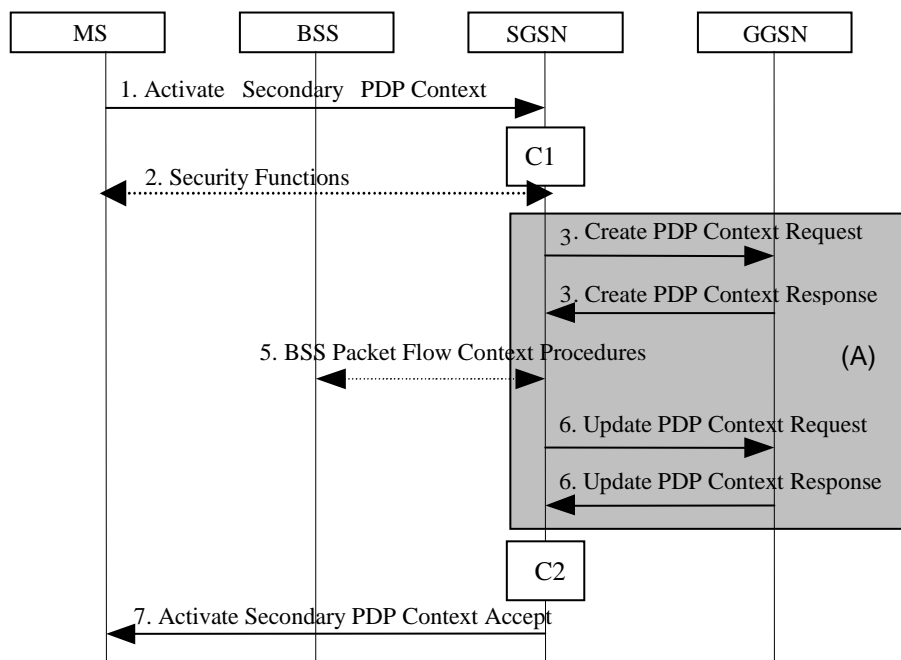 MS BSS SGSN GGSN
1. Activate Secondary PDP Context
C1
2. Security Functions
3. Create PDP Context Request
3. Create PDP Context Response
5. BSS Packet Flow Context Procedures
(A)
6. Update PDP Context Request
6. Update PDP Context Response
C2
7. Activate Secondary PDP Context Accept